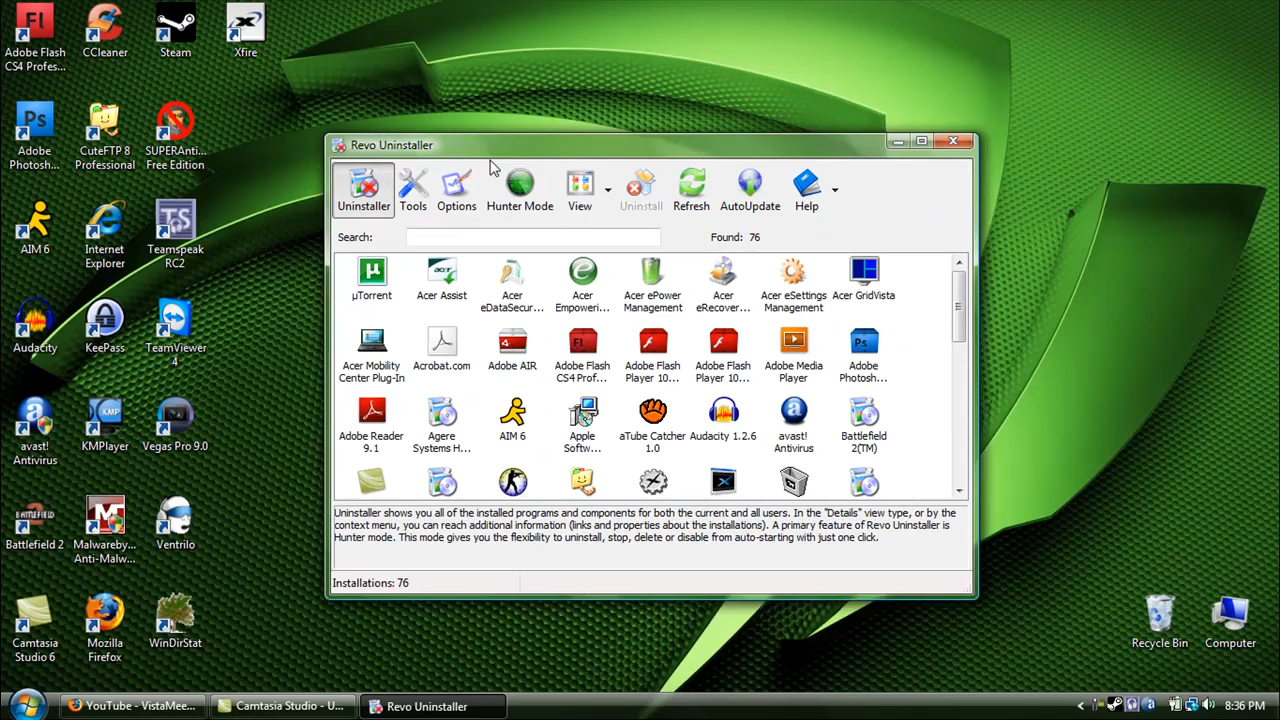 Adobe Flash
CS4 Profes...
CCleaner
Steam
Xfire
Adobe
Photosh...
CuteFTP 8
Professional
SUPERAnti...
Free Edition
AIM 6
Internet
Explorer
Teamspeak
RC2
Audacity
KeePass
TeamViewer
4
avast!
Antivirus
KMPlayer
Vegas Pro 9.0
Battlefield 2
Malwareby...
Anti-Malw...
Ventrilo
Camtasia
Studio 6
Mozilla
Firefox
WinDirStat
Revo Uninstaller
Uninstaller
Tools
Options
Hunter Mode
View
Uninstall
Refresh
AutoUpdate
Help
Search:
Found: 76
µTorrent
Acer Assist
Acer
eDataSecur...
Acer
Empoweri...
Acer ePower
Management
Acer
eRecover...
Acer eSettings
Management
Acer GridVista
Acer Mobility
Center Plug-In
Acrobat.com
Adobe AIR
Adobe Flash
CS4 Prof...
Adobe Flash
Player 10...
Adobe Flash
Player 10...
Adobe Media
Player
Adobe
Photosh...
Adobe Reader
9.1
Agere
Systems H...
AIM 6
Apple
Softw...
aTube Catcher
1.0
Audacity 1.2.6
avast!
Antivirus
Battlefield
2(TM)
Uninstaller shows you all of the installed programs and components for both the current and all users. In the "Details" view type, or by the
context menu, you can reach additional information (links and properties about the installations). A primary feature of Revo Uninstaller is
Hunter mode. This mode gives you the flexibility to uninstall, stop, delete or disable from auto-starting with just one click.
Installations: 76
Recycle Bin
Computer
YouTube - VistaMee...
Camtasia Studio - U...
Revo Uninstaller
8:36 PM